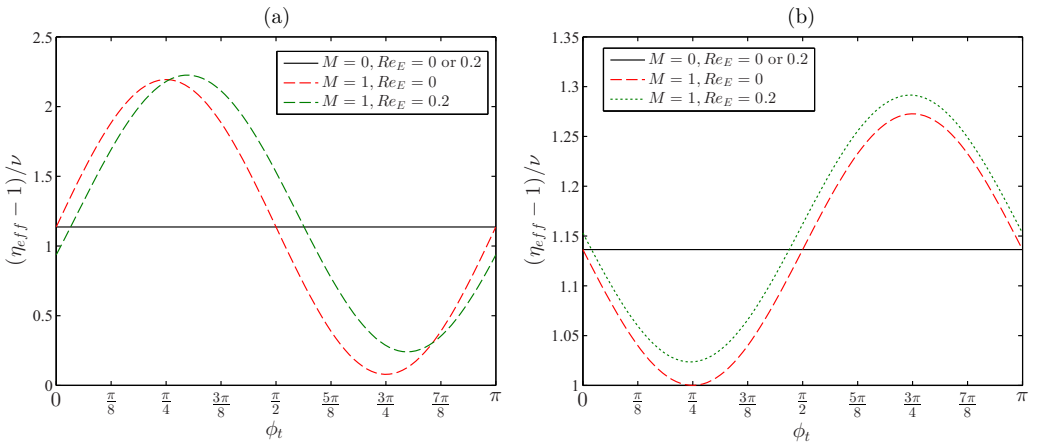 (a)
2.5
2
1.5
1
0.5
0
(η_{eff} − 1)/ν
M = 0, Re_E = 0 or 0.2
M = 1, Re_E = 0
M = 1, Re_E = 0.2
0 π/8 π/4 3π/8 π/2 5π/8 3π/4 7π/8 π
ϕ_t
(b)
1.35
1.3
1.25
1.2
1.15
1.1
1.05
1
(η_{eff} − 1)/ν
M = 0, Re_E = 0 or 0.2
M = 1, Re_E = 0
M = 1, Re_E = 0.2
0 π/8 π/4 3π/8 π/2 5π/8 3π/4 7π/8 π
ϕ_t